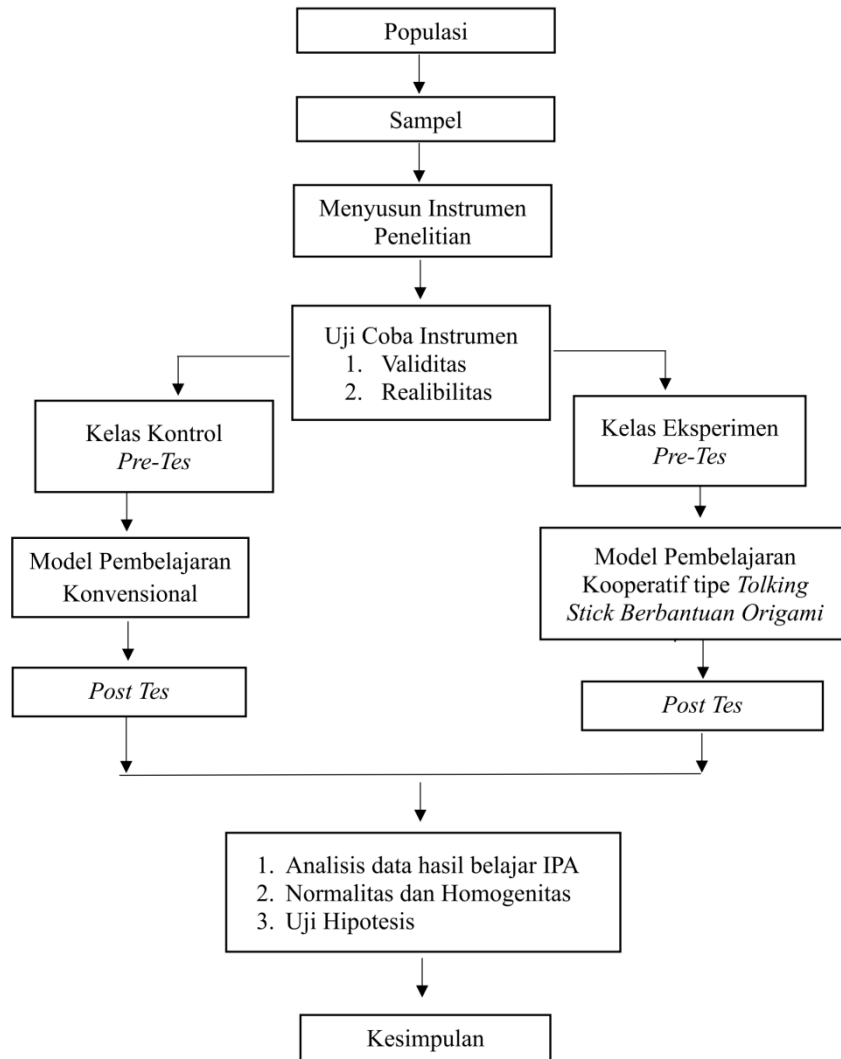 Populasi
Sampel
Menyusun Instrumen
Penelitian
Uji Coba Instrumen
1. Validitas
2. Realibilitas
Kelas Kontrol
Pre-Tes
Kelas Eksperimen
Pre-Tes
Model Pembelajaran
Konvensional
Model Pembelajaran
Kooperatif tipe Tolking
Stick Berbantuan Origami
Post Tes
Post Tes
1. Analisis data hasil belajar IPA
2. Normalitas dan Homogenitas
3. Uji Hipotesis
Kesimpulan